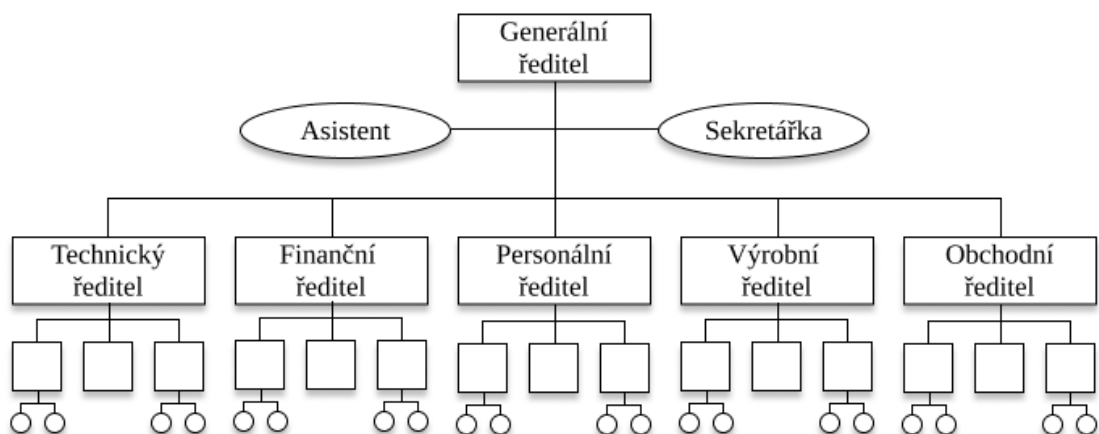 Generální
ředitel
Asistent
Sekretářka
Technický
ředitel
Finanční
ředitel
Personální
ředitel
Výrobní
ředitel
Obchodní
ředitel